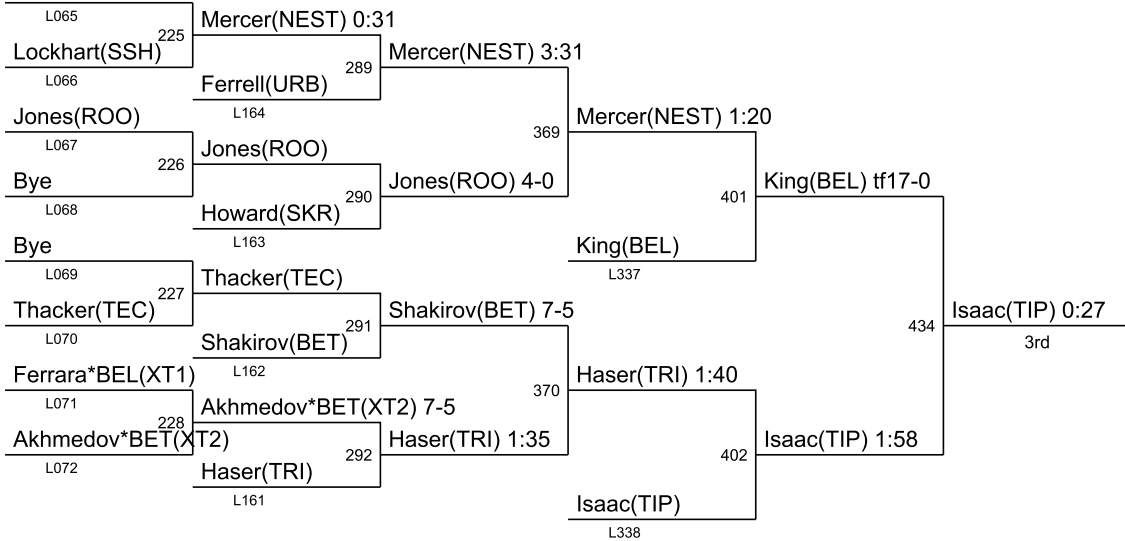 L065
225
Lockhart(SSH)
L066
Mercer(NEST) 0:31
289
Ferrell(URB)
L164
Mercer(NEST) 3:31
Jones(ROO)
L067
226
Bye
L068
Jones(ROO)
290
Howard(SKR)
L163
Jones(ROO) 4-0
369
Mercer(NEST) 1:20
401
King(BEL)
L337
King(BEL) tf17-0
Bye
L069
227
Thacker(TEC)
L070
Thacker(TEC)
291
Shakirov(BET)
L162
Shakirov(BET) 7-5
Ferrara*BEL(XT1)
L071
228
Akhmedov*BET(XT2)
L072
Akhmedov*BET(XT2) 7-5
292
Haser(TRI)
L161
Haser(TRI) 1:35
370
Haser(TRI) 1:40
402
Isaac(TIP)
L338
Isaac(TIP) 1:58
434
Isaac(TIP) 0:27
3rd